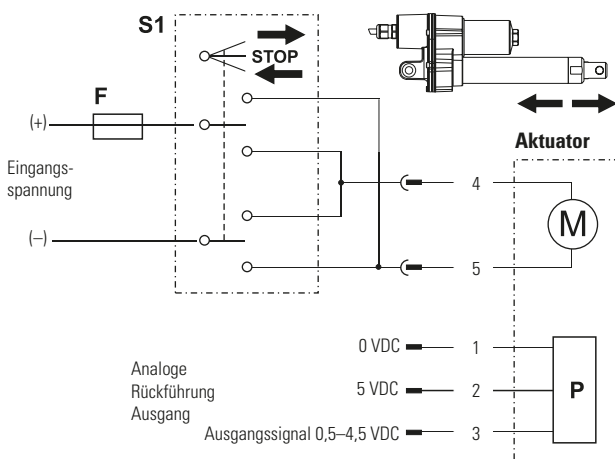 S1
STOP
F
(+)
Aktuator
Eingangs-
spannung
4
M
(–)
5
0 VDC
1
Analoge
Rückführung
Ausgang
5 VDC
2
P
Ausgangssignal 0,5–4,5 VDC
3